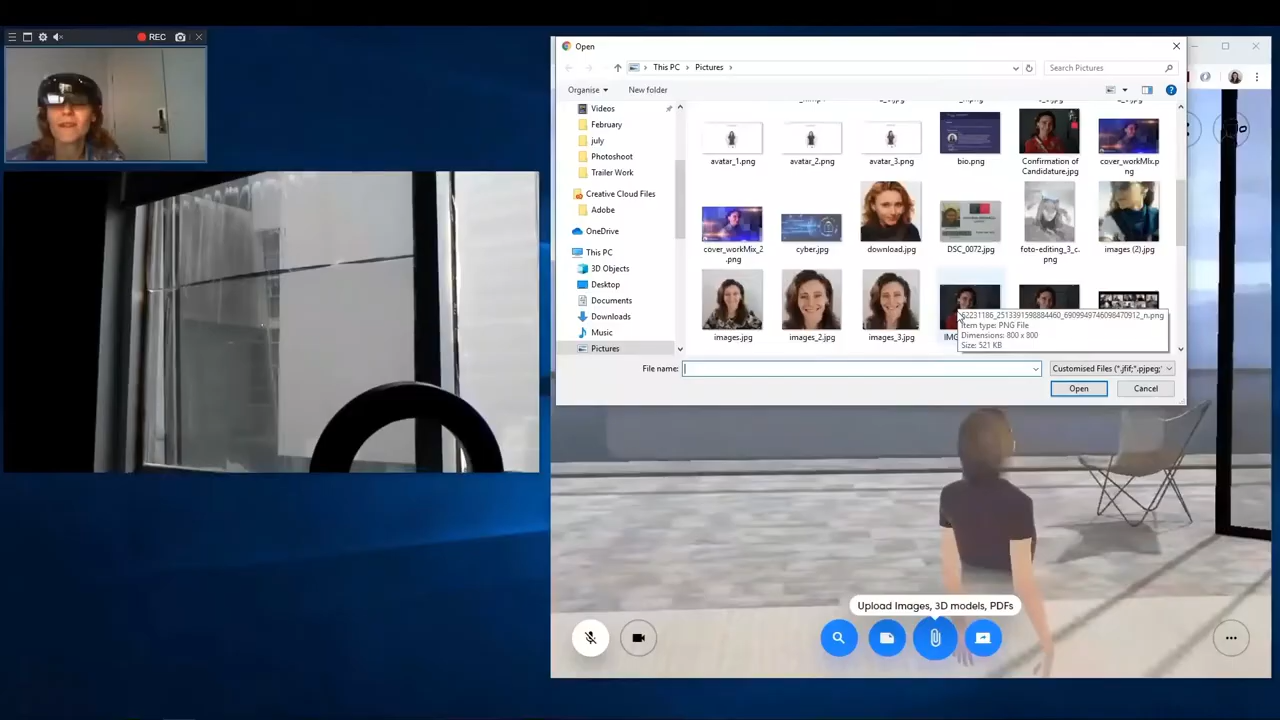 REC
Open
This PC
Pictures
Search Pictures
Organise
New folder
Videos
February
july
Photoshoot
Trailer Work
Creative Cloud Files
Adobe
OneDrive
This PC
3D Objects
Desktop
Documents
Downloads
Music
Pictures
avatar_1.png
avatar_2.png
avatar_3.png
bio.png
Confirmation of
Candidature.jpg
cover_workMIx.p
ng
cover_workMix_2
.png
cyber.jpg
download.jpg
DSC_0072.jpg
foto-editing_3_c.
png
images (2).jpg
images.jpg
images_2.jpg
images_3.jpg
Item type: PNG File
Dimensions: 800 x 800
Size: 521 KB
File name:
Customised Files (*.jfif;*.pjpeg;
Open
Cancel
Upload Images, 3D models, PDFs